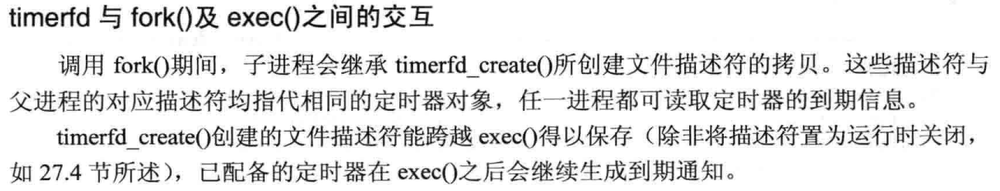 timerfd 与 fork()及 exec()之间的交互
调用 fork()期间，子进程会继承 timerfd_create()所创建文件描述符的拷贝。这些描述符与
父进程的对应描述符均指代相同的定时器对象，任一进程都可读取定时器的到期信息。
timerfd_create()创建的文件描述符能跨越 exec()得以保存（除非将描述符置为运行时关闭，
如 27.4 节所述），已配备的定时器在 exec()之后会继续生成到期通知。